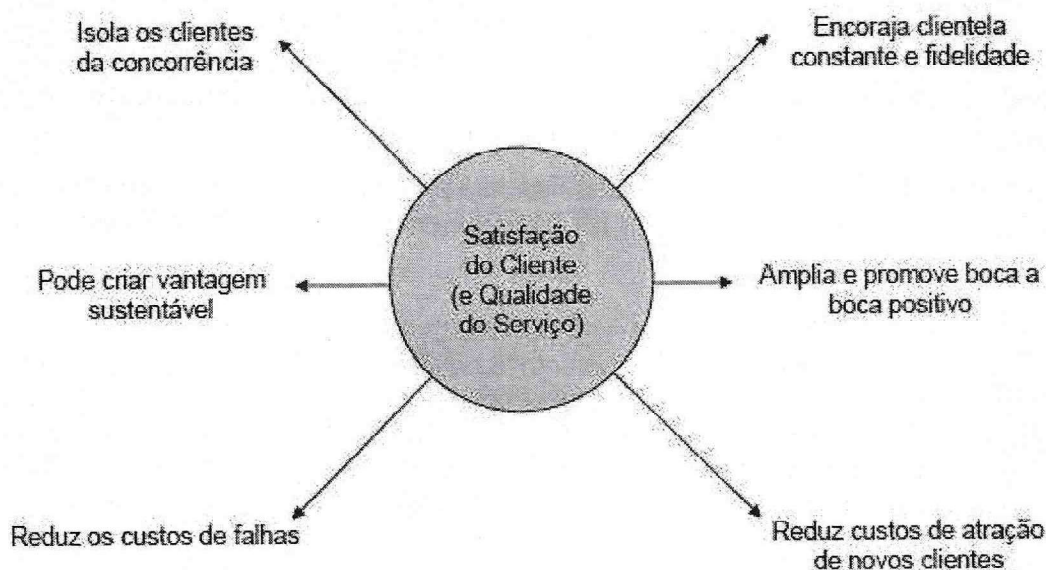 Isola os clientes
da concorrência
Encoraja clientela
constante e fidelidade
Satisfação
do Cliente
(e Qualidade
do Serviço)
Pode criar vantagem
sustentável
Amplia e promove boca a
boca positivo
Reduz os custos de falhas
Reduz custos de atração
de novos clientes